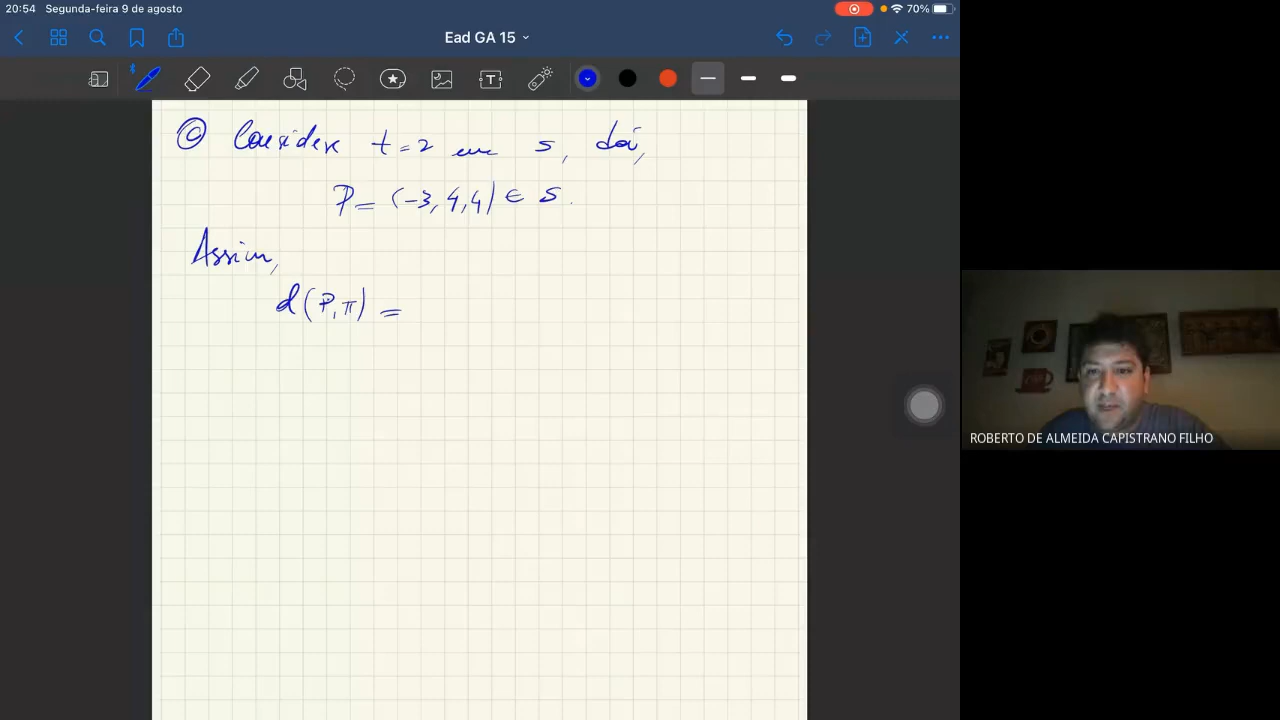 20:54 Segunda-feira 9 de agosto 70%
Ead GA 15
T
© Considere t = 2 em s, daí,
P = (-3, 4, 4) ∈ s.
Assim,
d(P, π) =
ROBERTO DE ALMEIDA CAPISTRANO FILHO